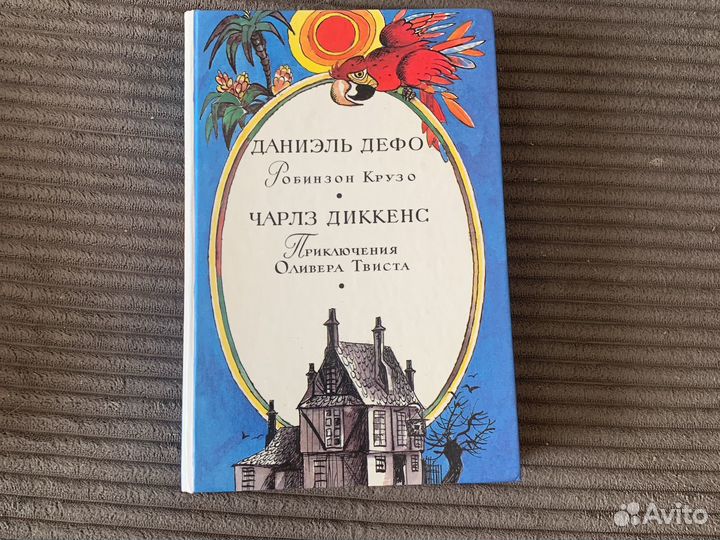 ДАНИЭЛЬ ДЕФО
Робинзон Крузо
•
ЧАРЛЗ ДИККЕНС
Приключения
Оливера Твиста
•
Avito